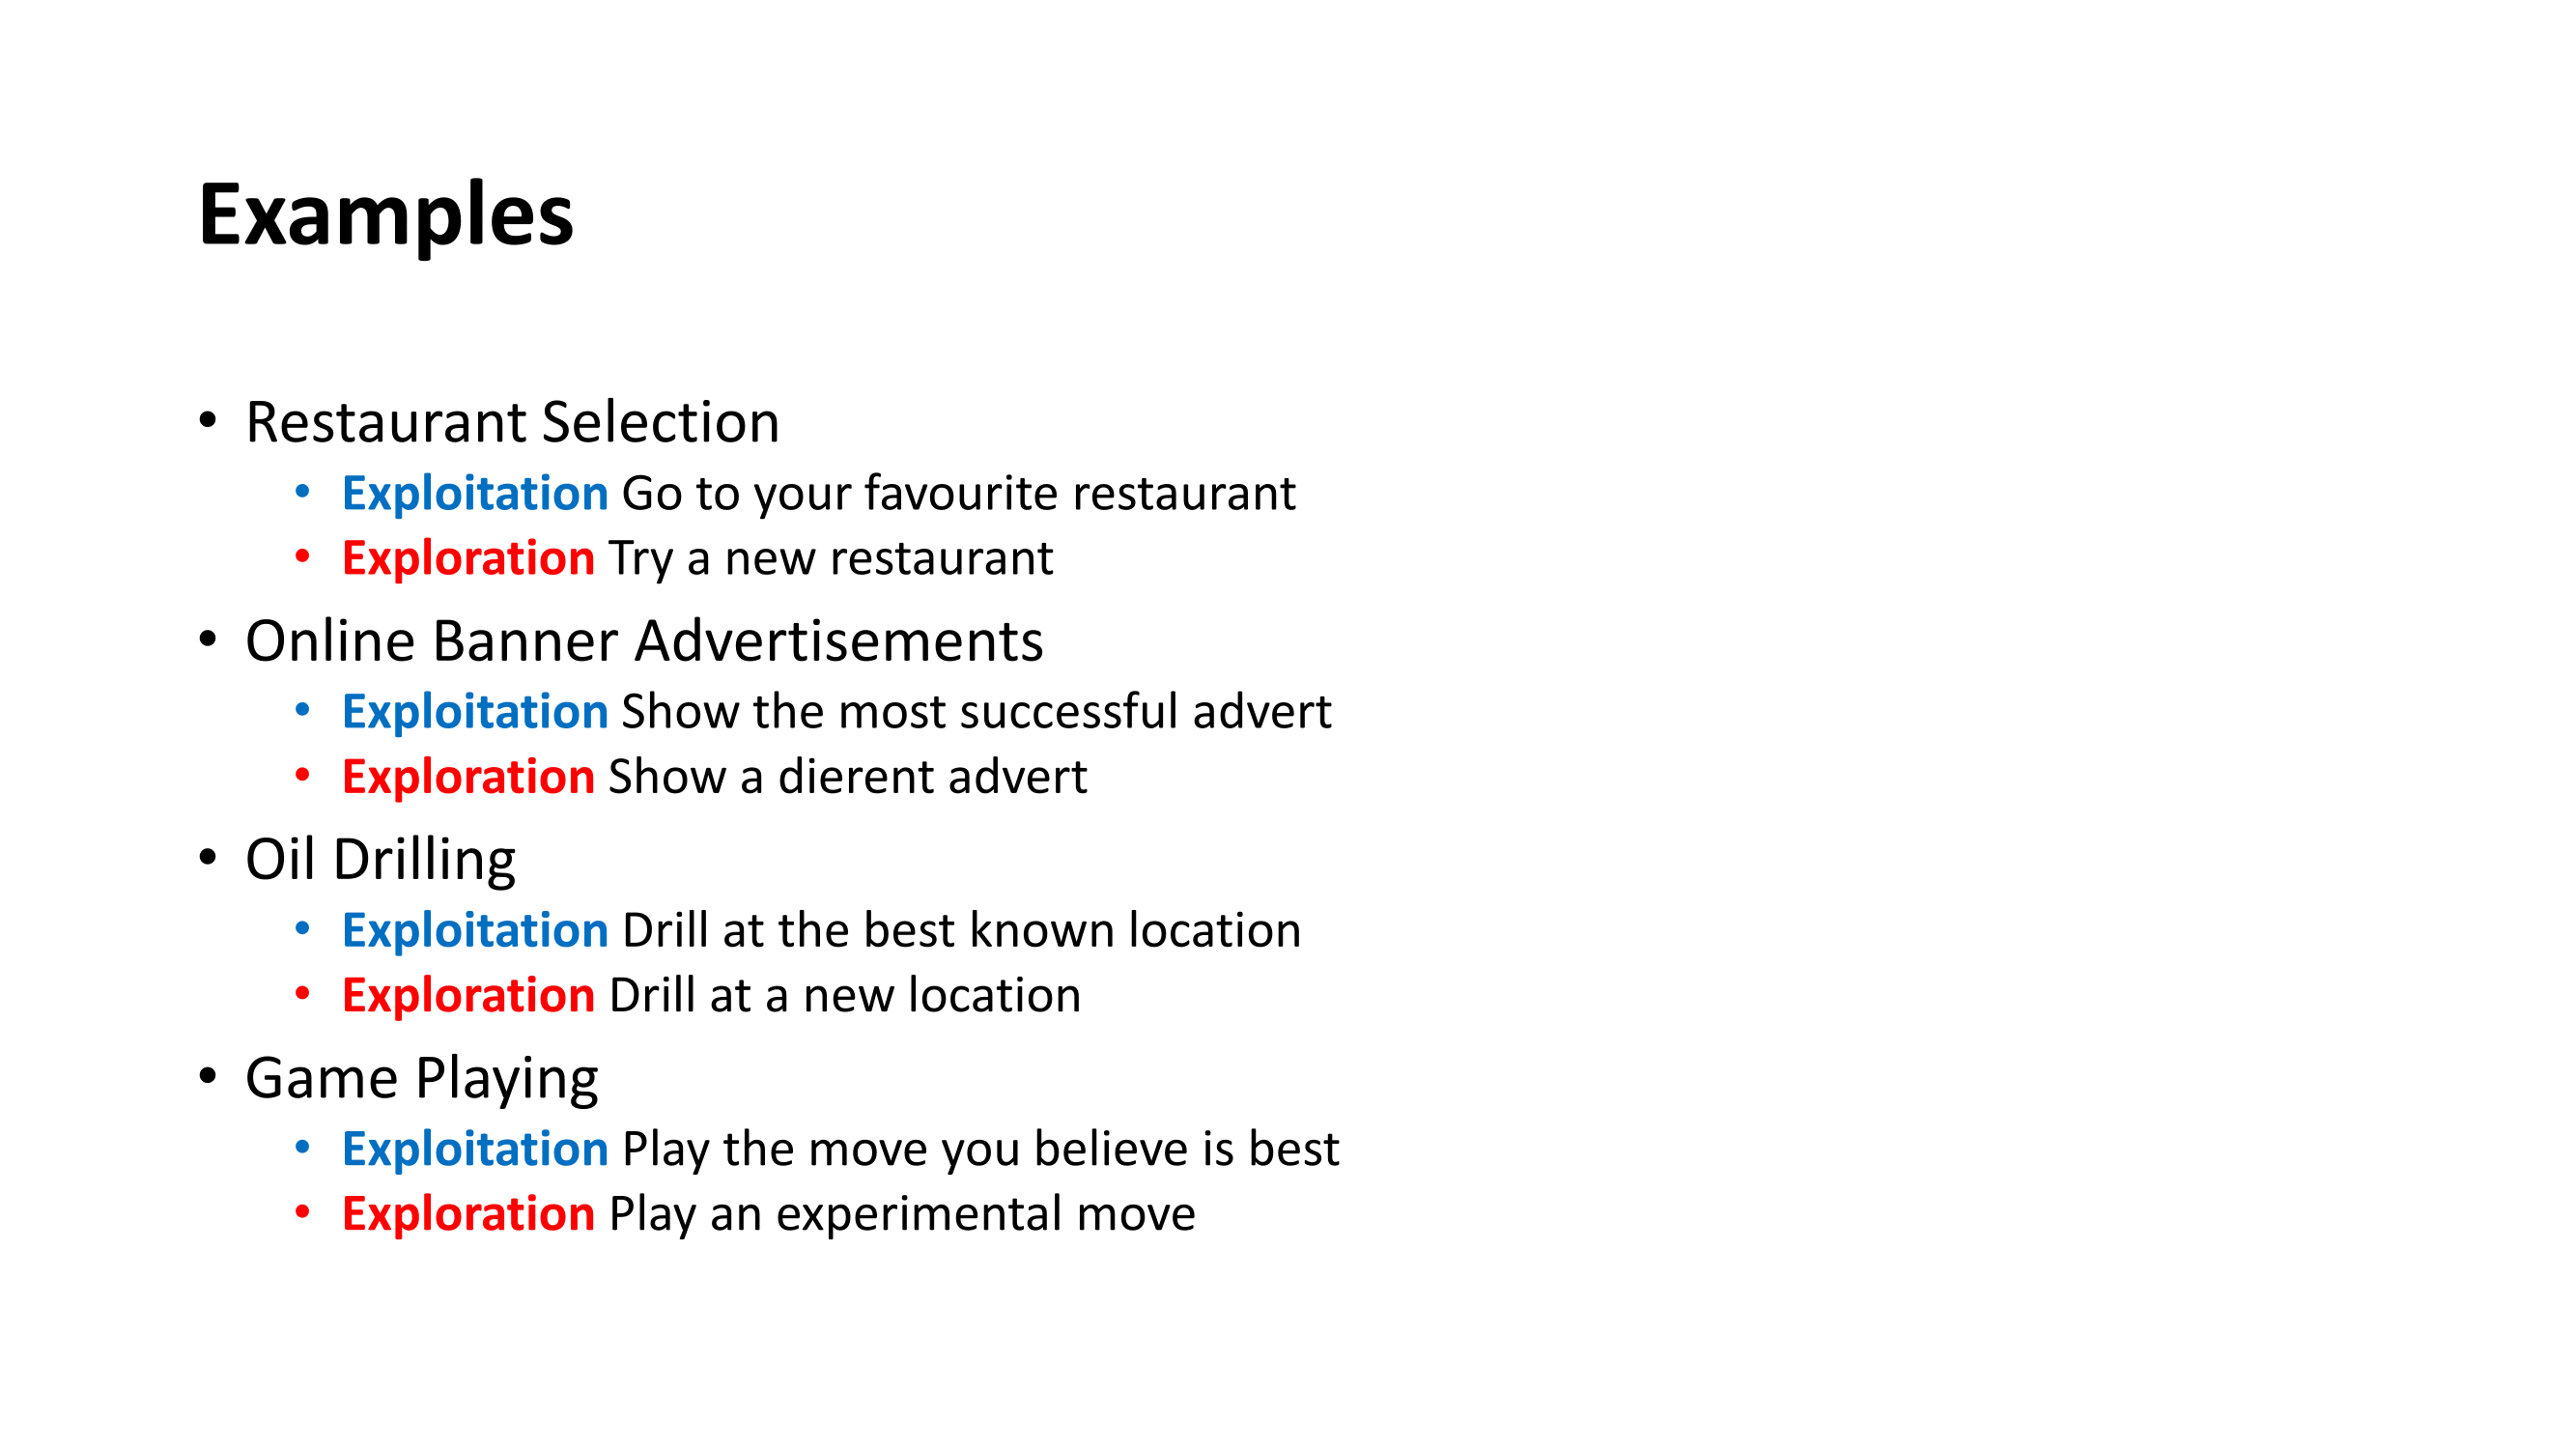 Examples
• Restaurant Selection
• Exploitation Go to your favourite restaurant
• Exploration Try a new restaurant
• Online Banner Advertisements
• Exploitation Show the most successful advert
• Exploration Show a dierent advert
• Oil Drilling
• Exploitation Drill at the best known location
• Exploration Drill at a new location
• Game Playing
• Exploitation Play the move you believe is best
• Exploration Play an experimental move